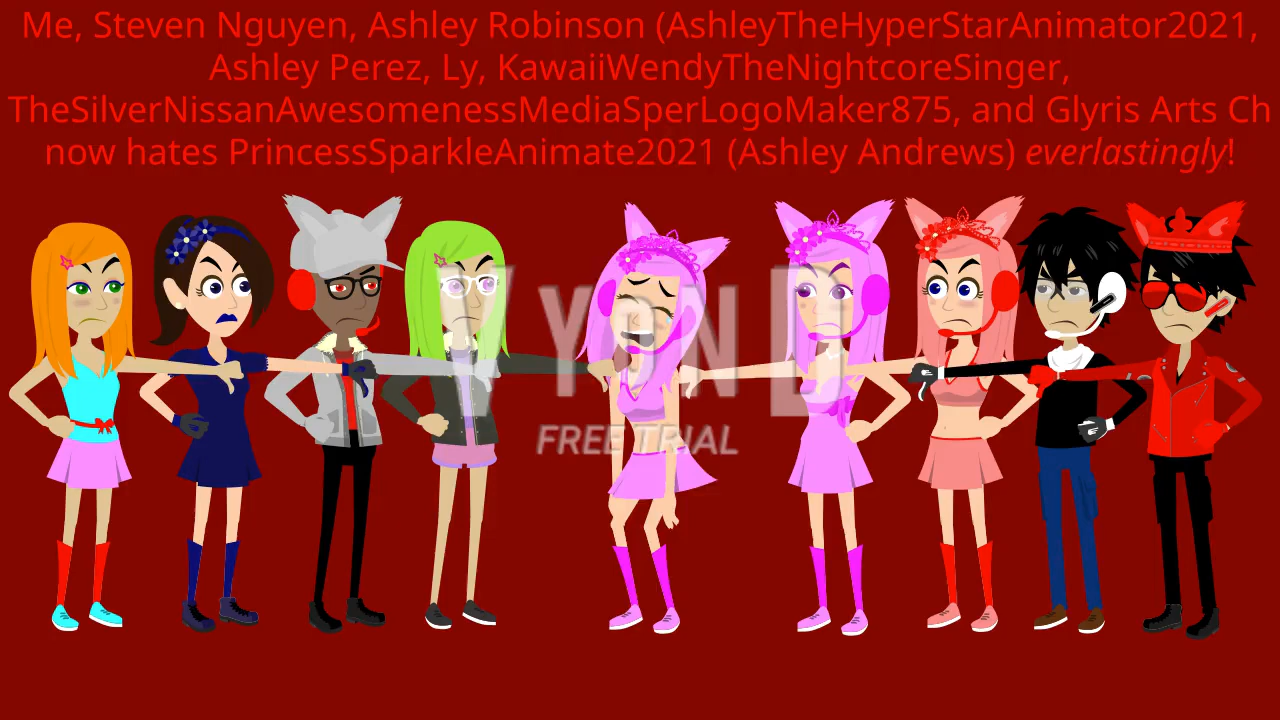 Me, Steven Nguyen, Ashley Robinson (AshleyTheHyperStarAnimator2021,
Ashley Perez, Ly, KawaiiWendyTheNightcoreSinger,
TheSilverNissanAwesomenessMediaSperLogoMaker875, and Glyris Arts Ch
now hates PrincessSparkleAnimate2021 (Ashley Andrews) everlastingly!
VYOND
FREE TRIAL